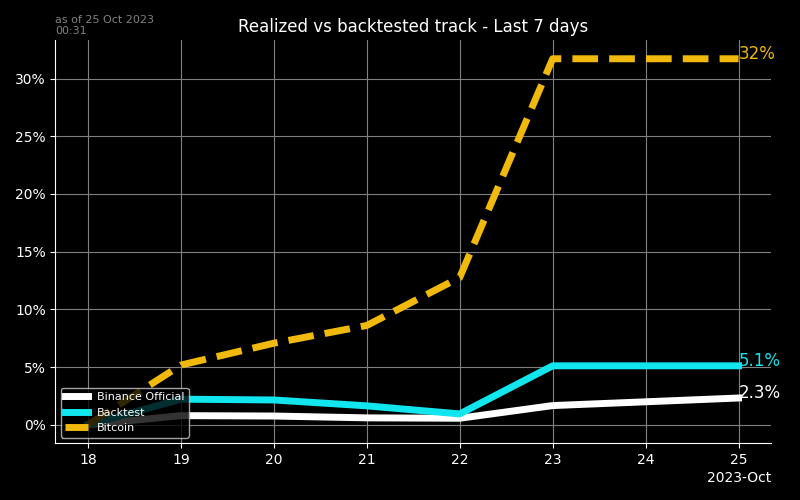 as of 25 Oct 2023
00:31
Realized vs backtested track - Last 7 days
32%
30%
25%
20%
15%
10%
5%
0%
5.1%
2.3%
Binance Official
Backtest
Bitcoin
18 19 20 21 22 23 24 25
2023-Oct